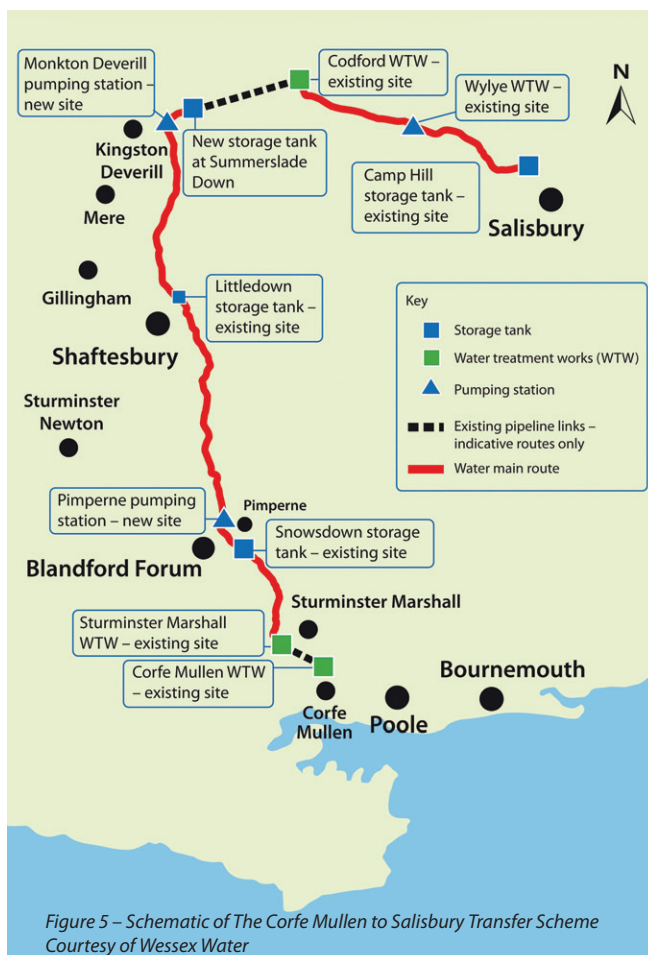 Monkton Deverill
pumping station –
new site
Codford WTW –
existing site
Wylye WTW –
existing site
N
Kingston
Deverill
New storage tank
at Summerslade
Down
Camp Hill
storage tank –
existing site
Mere
Salisbury
Gillingham
Littledown
storage tank –
existing site
Shaftesbury
Key
Storage tank
Water treatment works (WTW)
Pumping station
Existing pipeline links –
indicative routes only
Water main route
Sturminster
Newton
Pimperne pumping
station – new site
Pimperne
Snowsdown storage
tank – existing site
Blandford Forum
Sturminster Marshall
Sturminster Marshall
WTW – existing site
Corfe Mullen WTW
– existing site
Bournemouth
Corfe
Mullen
Poole
Figure 5 – Schematic of The Corfe Mullen to Salisbury Transfer Scheme
Courtesy of Wessex Water